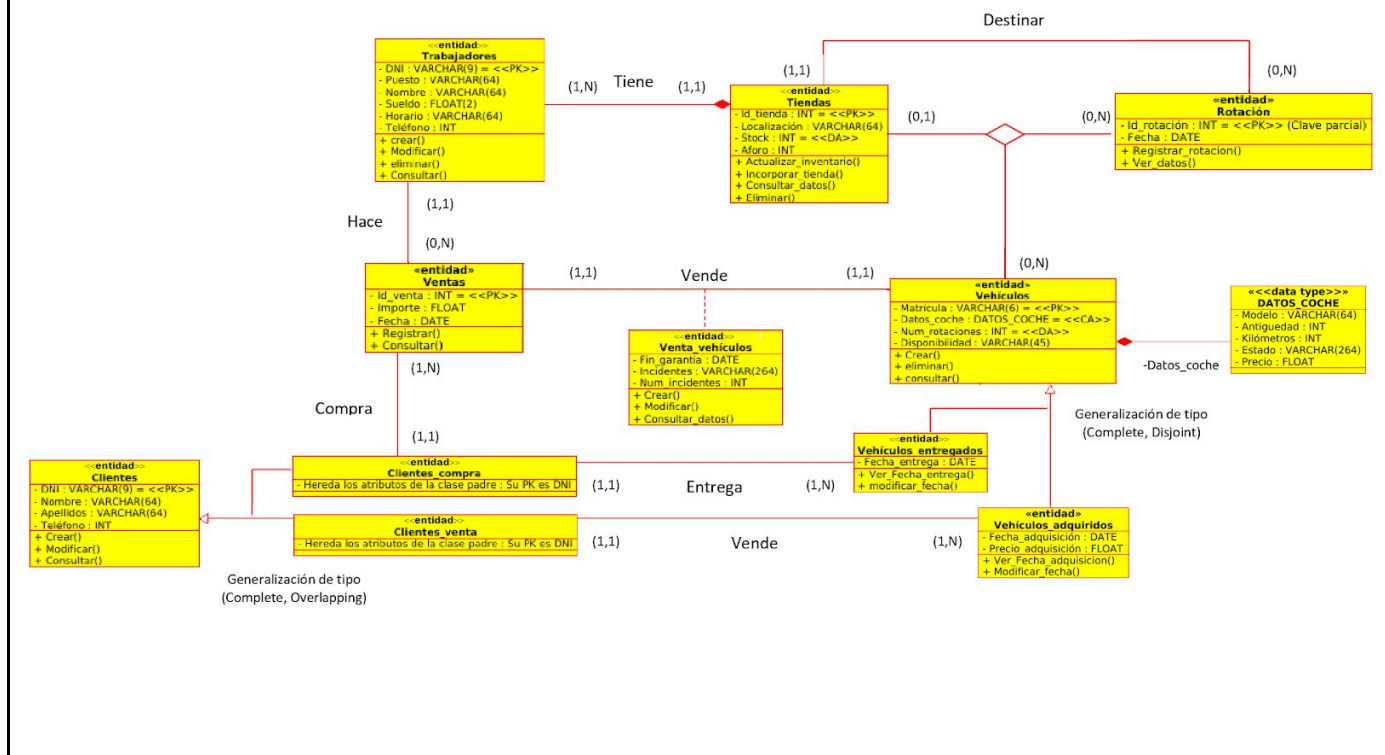 Destinar
<<entidad>>
Trabajadores
- DNI : VARCHAR(9) = <<PK>>
- Puesto : VARCHAR(64)
- Nombre : VARCHAR(64)
- Sueldo : FLOAT(2)
- Horario : VARCHAR(64)
- Teléfono : INT
+ crear()
+ Modificar()
+ eliminar()
+ Consultar()
(1,N)
Tiene
(1,1)
(1,1)
<<entidad>>
Tiendas
- Id_tienda : INT = <<PK>>
- Localización : VARCHAR(64)
- Stock : INT = <<DA>>
- Aforo : INT
+ Actualizar_inventario()
+ Incorporar_tienda()
+ Consultar_datos()
+ Eliminar()
(0,1)
(0,N)
(0,N)
«entidad»
Rotación
- Id_rotación : INT = <<PK>> (Clave parcial)
- Fecha : DATE
+ Registrar_rotacion()
+ Ver_datos()
(1,1)
Hace
(0,N)
«entidad»
Ventas
- Id_venta : INT = <<PK>>
- Importe : FLOAT
- Fecha : DATE
+ Registrar()
+ Consultar()
(1,1)
Vende
(1,1)
(0,N)
«entidad»
Vehículos
- Matrícula : VARCHAR(6) = <<PK>>
- Datos_coche : DATOS_COCHE = <<CA>>
- Num_rotaciones : INT = <<DA>>
- Disponibilidad : VARCHAR(45)
+ Crear()
+ eliminar()
+ consultar()
«<<data type>>»
DATOS_COCHE
- Modelo : VARCHAR(64)
- Antiguedad : INT
- Kilómetros : INT
- Estado : VARCHAR(264)
- Precio : FLOAT
-Datos_coche
<<entidad>>
Venta_vehículos
- Fin_garantia : DATE
- Incidentes : VARCHAR(264)
- Num_incidentes : INT
+ Crear()
+ Modificar()
+ Consultar_datos()
(1,N)
Compra
(1,1)
Generalización de tipo
(Complete, Disjoint)
<<entidad>>
Clientes
- DNI : VARCHAR(9) = <<PK>>
- Nombre : VARCHAR(64)
- Apellidos : VARCHAR(64)
- Teléfono : INT
+ Crear()
+ Modificar()
+ Consultar()
<<entidad>>
Clientes_compra
- Hereda los atributos de la clase padre : Su PK es DNI
(1,1)
Entrega
(1,N)
<<entidad>>
Vehículos_entregados
- Fecha_entrega : DATE
+ Ver_Fecha_entrega()
+ modificar_fecha()
<<entidad>>
Clientes_venta
- Hereda los atributos de la clase padre : Su PK es DNI
(1,1)
Vende
(1,N)
«entidad»
Vehículos_adquiridos
- Fecha_adquisición : DATE
- Precio_adquisición : FLOAT
+ Ver_Fecha_adquisicion()
+ Modificar_fecha()
Generalización de tipo
(Complete, Overlapping)